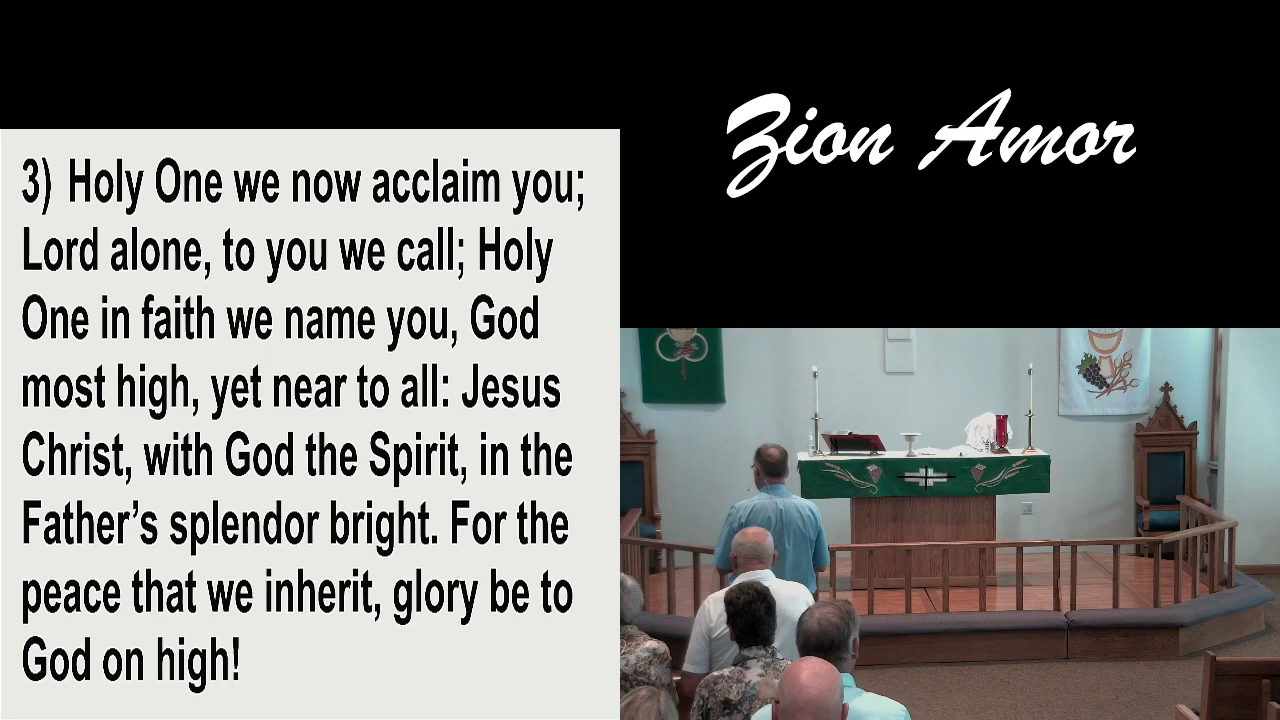 Zion Amor
3) Holy One we now acclaim you;
Lord alone, to you we call; Holy
One in faith we name you, God
most high, yet near to all: Jesus
Christ, with God the Spirit, in the
Father’s splendor bright. For the
peace that we inherit, glory be to
God on high!